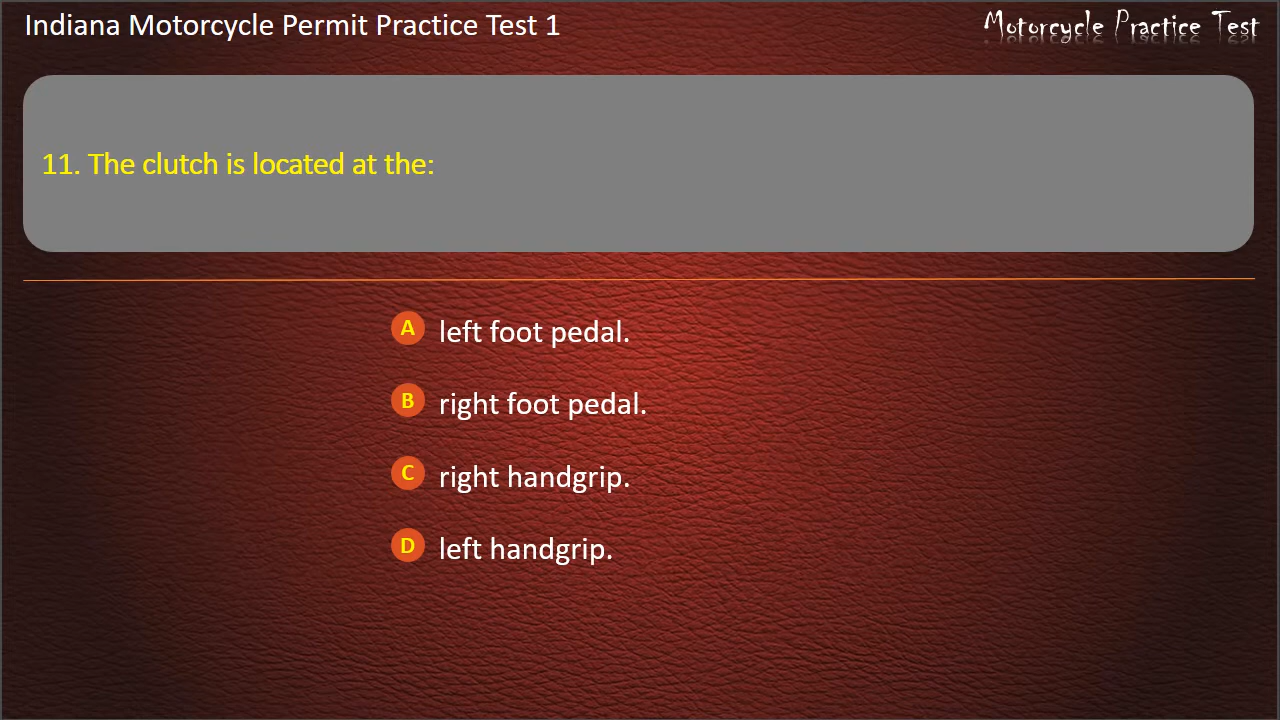 Indiana Motorcycle Permit Practice Test 1
Motorcycle Practice Test
11. The clutch is located at the:
A left foot pedal.
B right foot pedal.
C right handgrip.
D left handgrip.